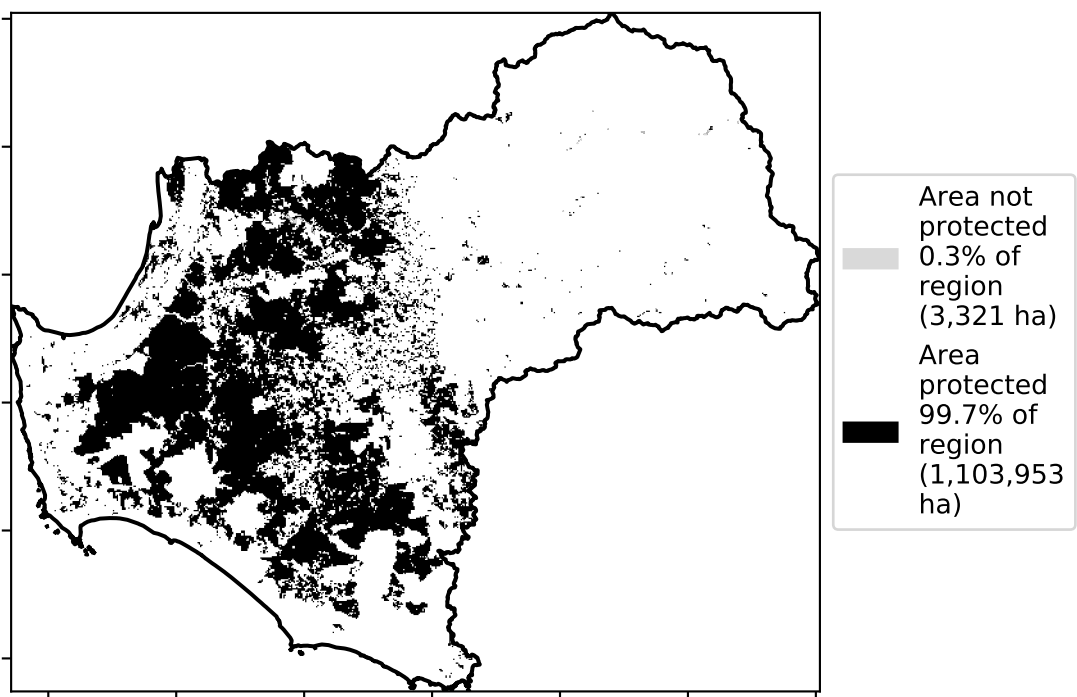 Area not
protected
0.3% of
region
(3,321 ha)
Area
protected
99.7% of
region
(1,103,953
ha)